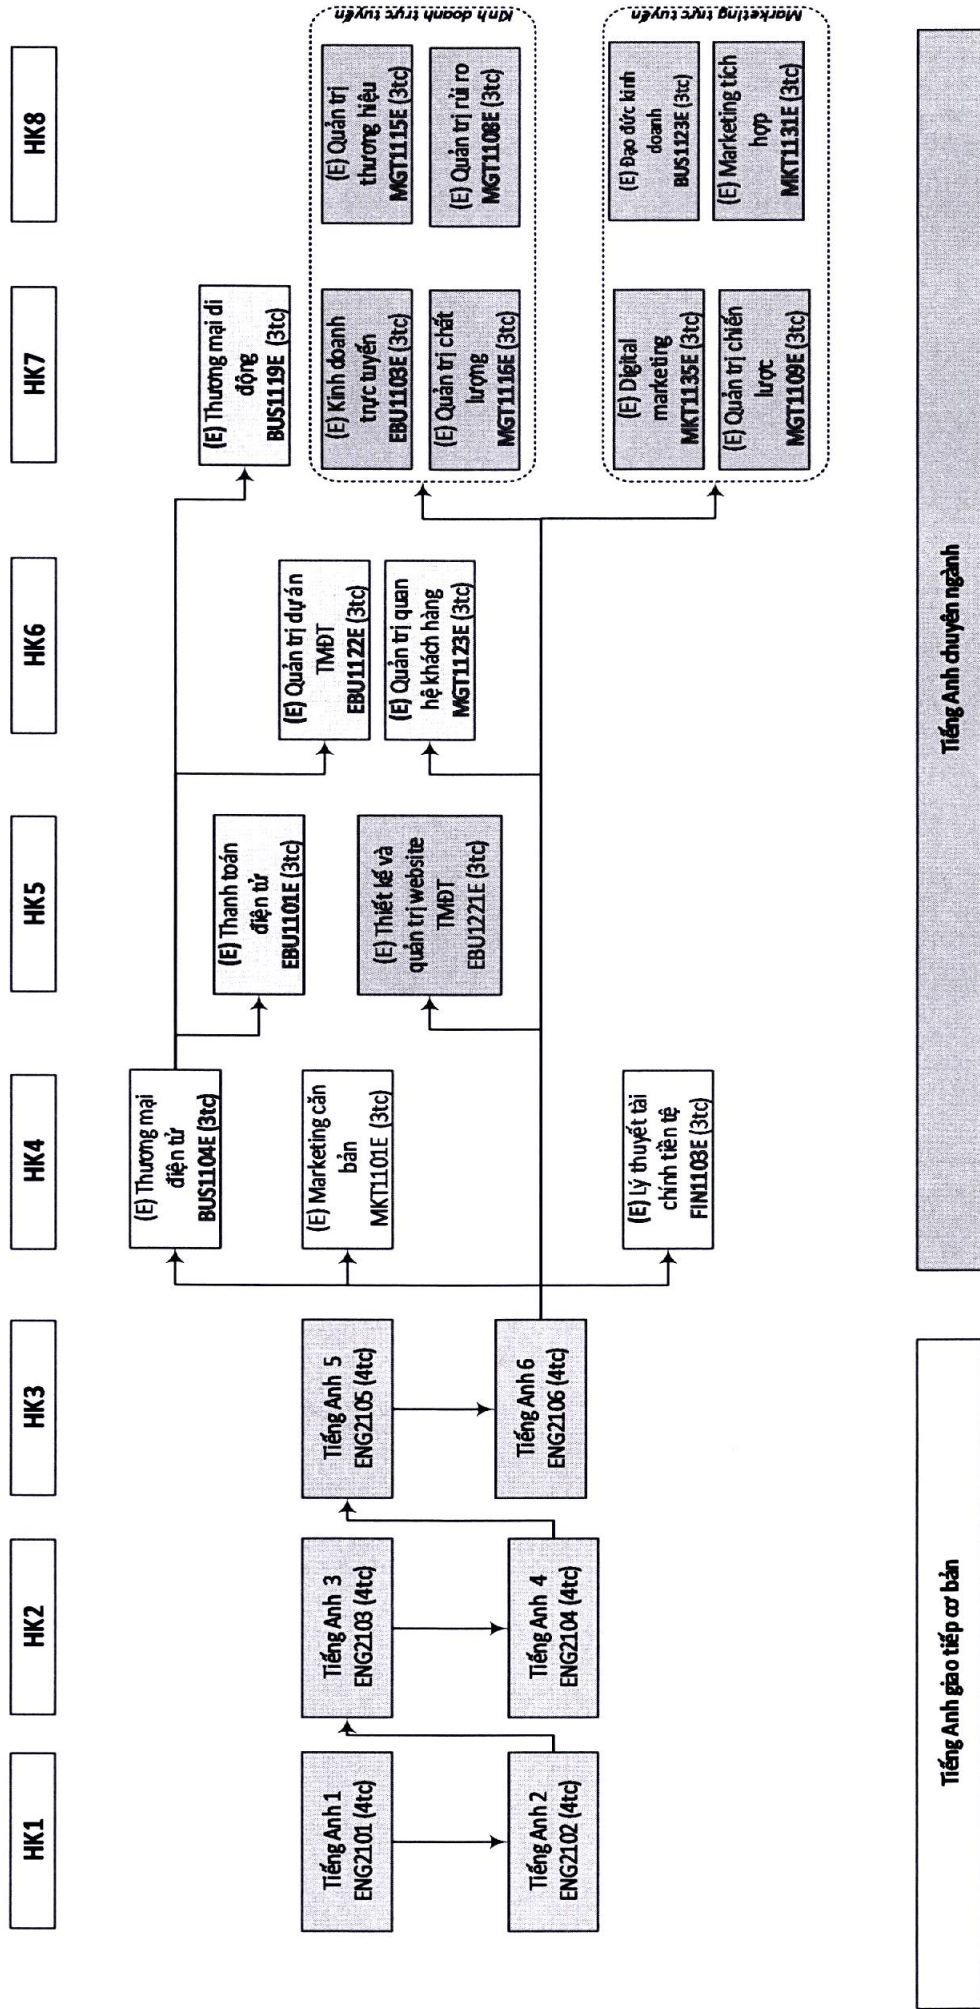 HK1
HK2
HK3
HK4
HK5
HK6
HK7
HK8
Tiếng Anh 1
ENG2101 (4tc)
Tiếng Anh 2
ENG2102 (4tc)
Tiếng Anh 3
ENG2103 (4tc)
Tiếng Anh 4
ENG2104 (4tc)
Tiếng Anh 5
ENG2105 (4tc)
Tiếng Anh 6
ENG2106 (4tc)
(E) Thương mại
điện tử
BUS1104E (3tc)
(E) Marketing căn
bản
MKT1101E (3tc)
(E) Lý thuyết tài
chính tiền tệ
FIN1103E (3tc)
(E) Thanh toán
điện tử
EBU1101E (3tc)
(E) Thiết kế và
quản trị website
TMĐT
EBU1221E (3tc)
(E) Quản trị dự án
TMĐT
EBU1122E (3tc)
(E) Quản trị quan
hệ khách hàng
MGT1123E (3tc)
(E) Thương mại di
động
BUS1119E (3tc)
(E) Kinh doanh
trực tuyến
EBU1103E (3tc)
(E) Quản trị chất
lượng
MGT1116E (3tc)
(E) Digital
marketing
MKT1135E (3tc)
(E) Quản trị chiến
lược
MGT1109E (3tc)
(E) Quản trị
thương hiệu
MGT1115E (3tc)
(E) Quản trị rủi ro
MGT1108E (3tc)
(E) Đạo đức kinh
doanh
BUS1123E (3tc)
(E) Marketing tích
hợp
MKT1131E (3tc)
Kinh doanh trực tuyến
Marketing trực tuyến
Tiếng Anh giao tiếp cơ bản
Tiếng Anh chuyên ngành